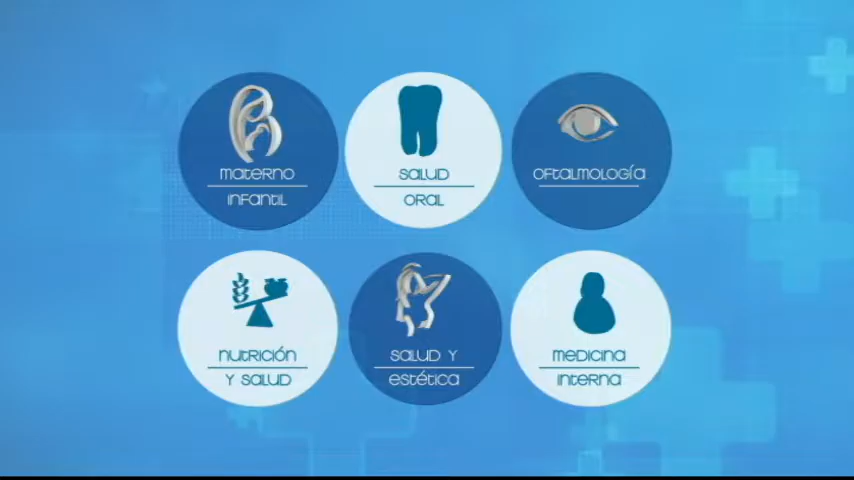 Materno
Infantil
Salud
Oral
Oftalmología
Nutrición
y Salud
Salud y
Estética
Medicina
Interna